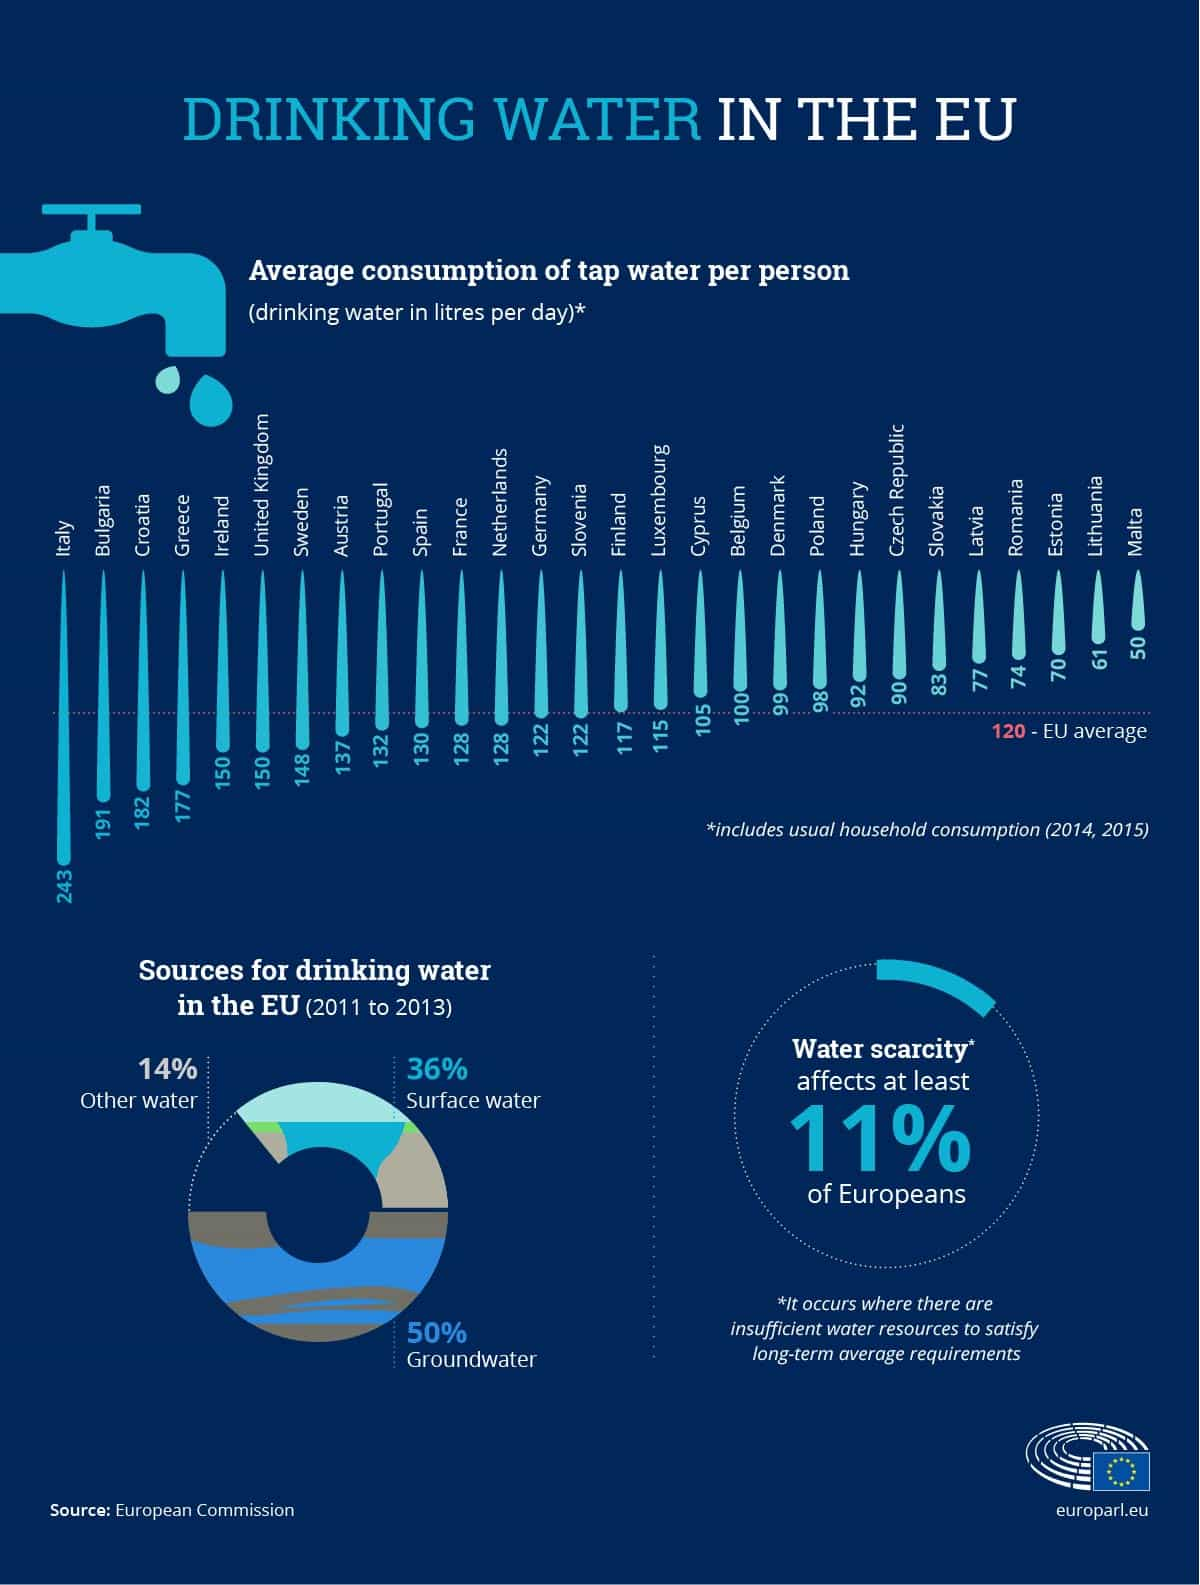 DRINKING WATER IN THE EU
Average consumption of tap water per person
(drinking water in litres per day)*
Italy
Bulgaria
Croatia
Greece
Ireland
United Kingdom
Sweden
Austria
Portugal
Spain
France
Netherlands
Germany
Slovenia
Finland
Luxembourg
Cyprus
Belgium
Denmark
Poland
Hungary
Czech Republic
Slovakia
Latvia
Romania
Estonia
Lithuania
Malta
243
191
182
177
150
150
148
137
132
130
128
128
122
122
117
115
105
100
99
98
92
90
83
77
74
70
61
50
120 - EU average
*includes usual household consumption (2014, 2015)
Sources for drinking water
in the EU (2011 to 2013)
14%
Other water
36%
Surface water
50%
Groundwater
Water scarcity*
affects at least
11%
of Europeans
*It occurs where there are
insufficient water resources to satisfy
long-term average requirements
Source: European Commission
europarl.eu